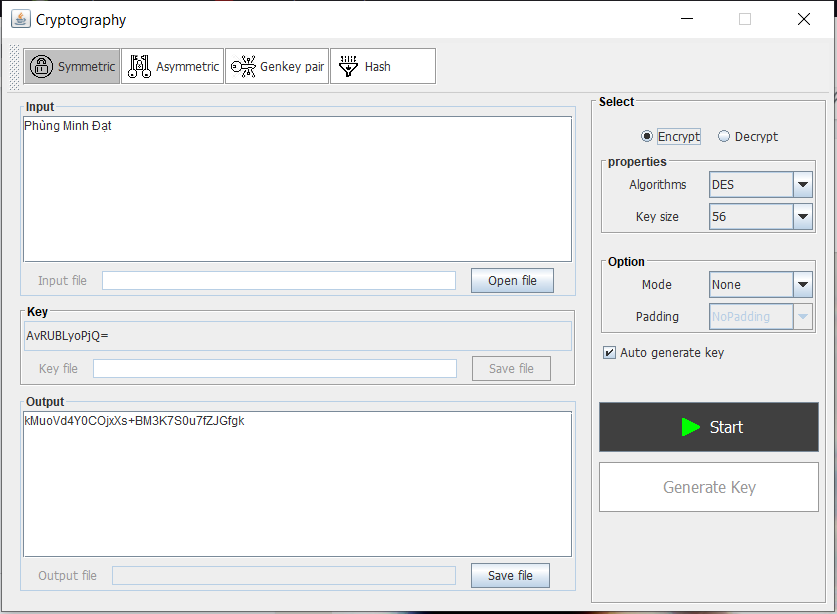 Cryptography
Symmetric
Asymmetric
Genkey pair
Hash
Input
Phùng Minh Đạt
Input file
Open file
Key
AvRUBLyoPjQ=
Key file
Save file
Output
kMuoVd4Y0COjxXs+BM3K7S0u7fZJGfgk
Output file
Save file
Select
Encrypt
Decrypt
properties
Algorithms
DES
Key size
56
Option
Mode
None
Padding
NoPadding
Auto generate key
Start
Generate Key